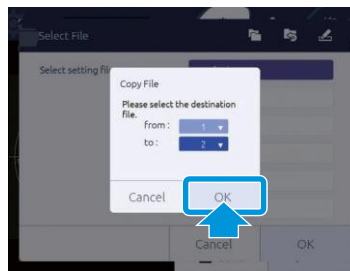 Select File
Select setting fil
Copy File
Please select the destination
file.
from : 1
to : 2
Cancel OK
Cancel OK